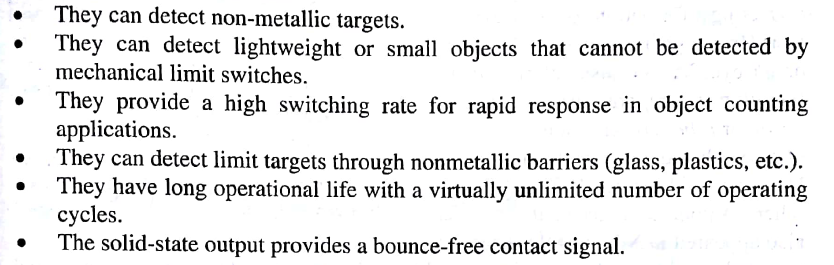 • They can detect non-metallic targets.
• They can detect lightweight or small objects that cannot be detected by
mechanical limit switches.
• They provide a high switching rate for rapid response in object counting
applications.
• They can detect limit targets through nonmetallic barriers (glass, plastics, etc.).
• They have long operational life with a virtually unlimited number of operating
cycles.
• The solid-state output provides a bounce-free contact signal.